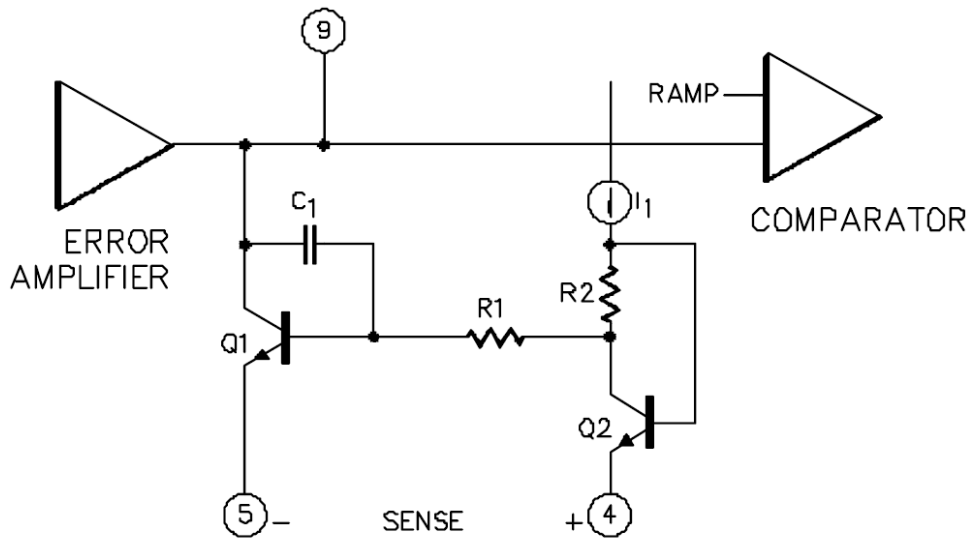 9
RAMP
C1
I1
COMPARATOR
ERROR
AMPLIFIER
R2
R1
Q1
Q2
5 - SENSE + 4